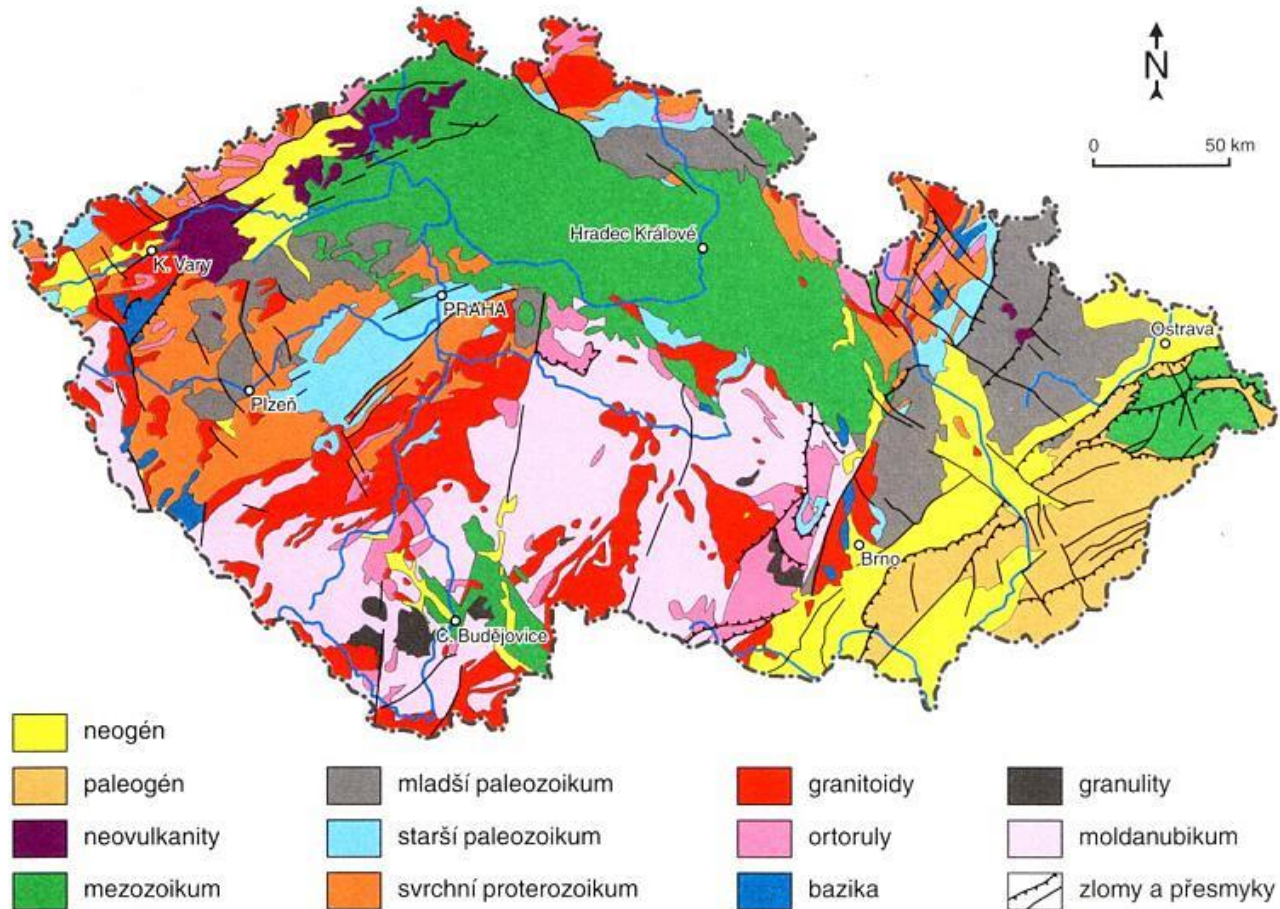 N
0 50 km
Hradec Králové
K. Vary
PRAHA
Ostrava
Plzeň
Brno
Č. Budějovice
neogén
paleogén
neovulkanity
mezozoikum
mladší paleozoikum
starší paleozoikum
svrchní proterozoikum
granitoidy
ortoruly
bazika
granulity
moldanubikum
zlomy a přesmyky